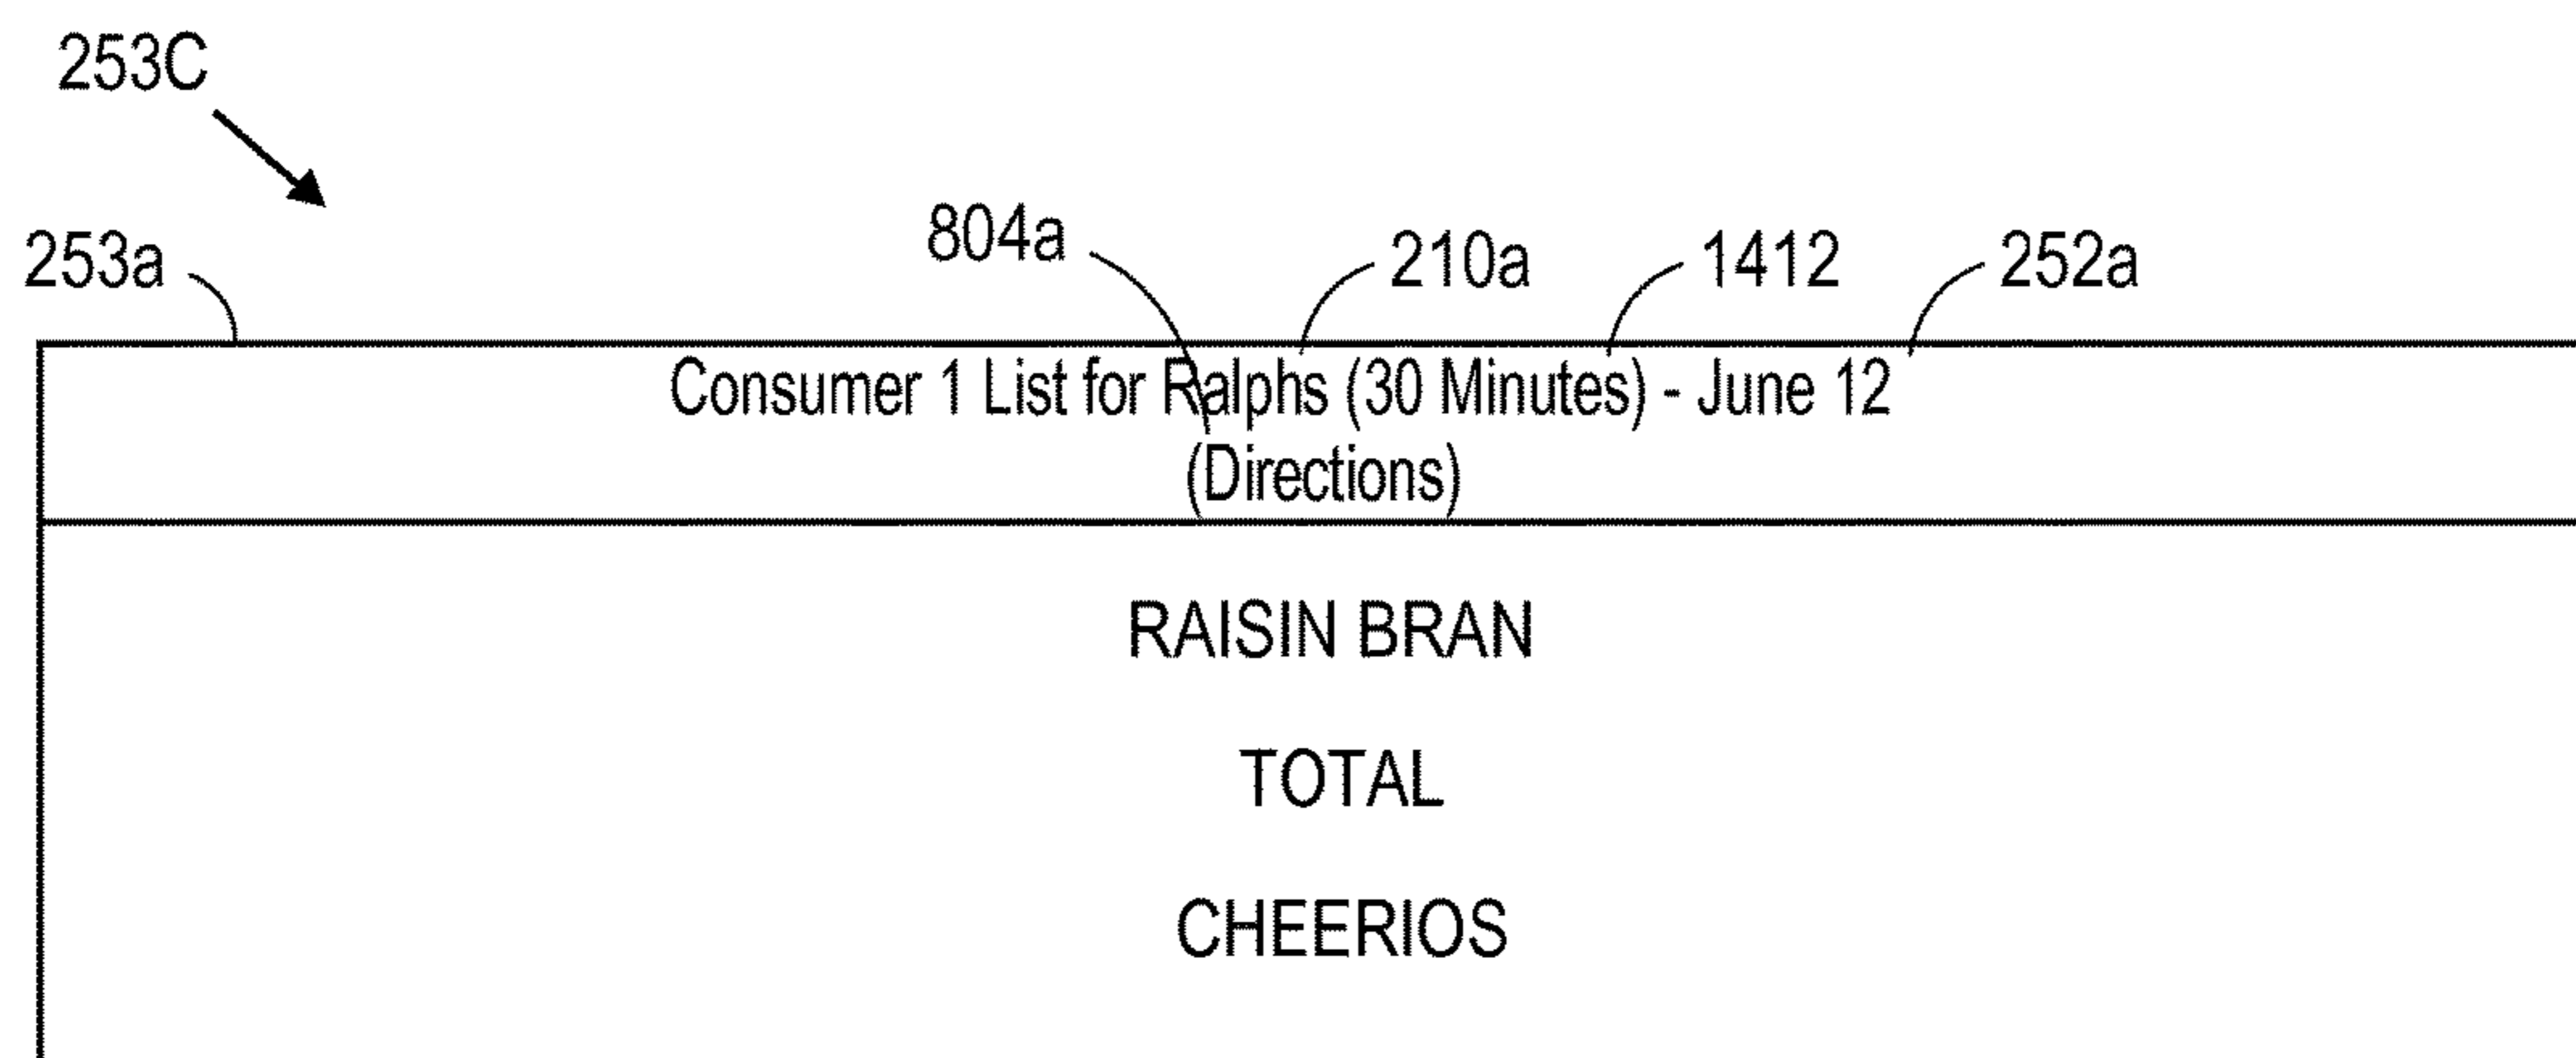 253C
253a
804a
210a
1412
252a
Consumer 1 List for Ralphs (30 Minutes) - June 12
(Directions)
RAISIN BRAN
TOTAL
CHEERIOS